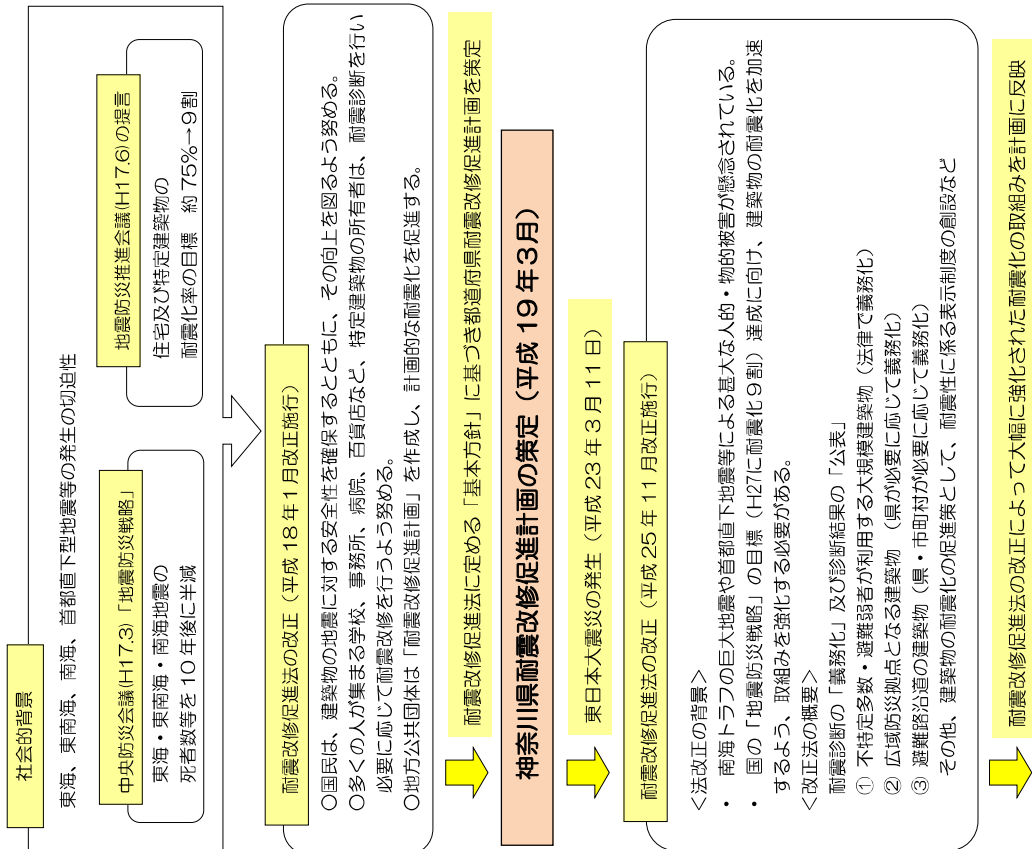 社会的背景
東海、東南海、南海、首都直下型地震等の発生の切迫性
中央防災会議(H17.3)「地震防災戦略」
東海・東南海・南海地震の
死者数等を10年後に半減
地震防災推進会議(H17.6)の提言
住宅及び特定建築物の
耐震化率の目標　約75%→9割
耐震改修促進法の改正（平成18年1月改正施行）
○国民は、建築物の地震に対する安全性を確保するとともに、その向上を図るよう努める。
○多くの人が集まる学校、事務所、病院、百貨店など、特定建築物の所有者は、耐震診断を行い
必要に応じて耐震改修を行うよう努める。
○地方公共団体は「耐震改修促進計画」を作成し、計画的な耐震化を促進する。
耐震改修促進法に定める「基本方針」に基づき都道府県耐震改修促進計画を策定
神奈川県耐震改修促進計画の策定（平成19年3月）
東日本大震災の発生（平成23年3月11日）
耐震改修促進法の改正（平成25年11月改正施行）
＜法改正の背景＞
・ 南海トラフの巨大地震や首都直下地震等による甚大な人的・物的被害が懸念されている。
・ 国の「地震防災戦略」の目標（H27に耐震化9割）達成に向け、建築物の耐震化を加速
するよう、取組みを強化する必要がある。
＜改正法の概要＞
耐震診断の「義務化」及び診断結果の「公表」
① 不特定多数・避難弱者が利用する大規模建築物（法律で義務化）
② 広域防災拠点となる建築物　（県が必要に応じて義務化）
③ 避難路沿道の建築物（県・市町村が必要に応じて義務化）
その他、建築物の耐震化の促進策として、耐震性に係る表示制度の創設など
耐震改修促進法の改正によって大幅に強化された耐震化の取組みを計画に反映